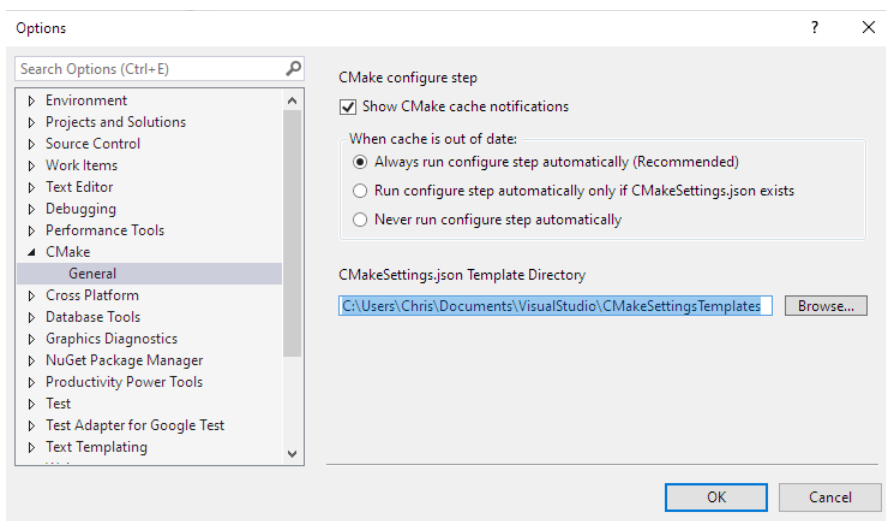 Options
?
Search Options (Ctrl+E)
Environment
Projects and Solutions
Source Control
Work Items
Text Editor
Debugging
Performance Tools
CMake
General
Cross Platform
Database Tools
Graphics Diagnostics
NuGet Package Manager
Productivity Power Tools
Test
Test Adapter for Google Test
Text Templating
CMake configure step
Show CMake cache notifications
When cache is out of date:
Always run configure step automatically (Recommended)
Run configure step automatically only if CMakeSettings.json exists
Never run configure step automatically
CMakeSettings.json Template Directory
C:\Users\Chris\Documents\VisualStudio\CMakeSettingsTemplates
Browse...
OK
Cancel